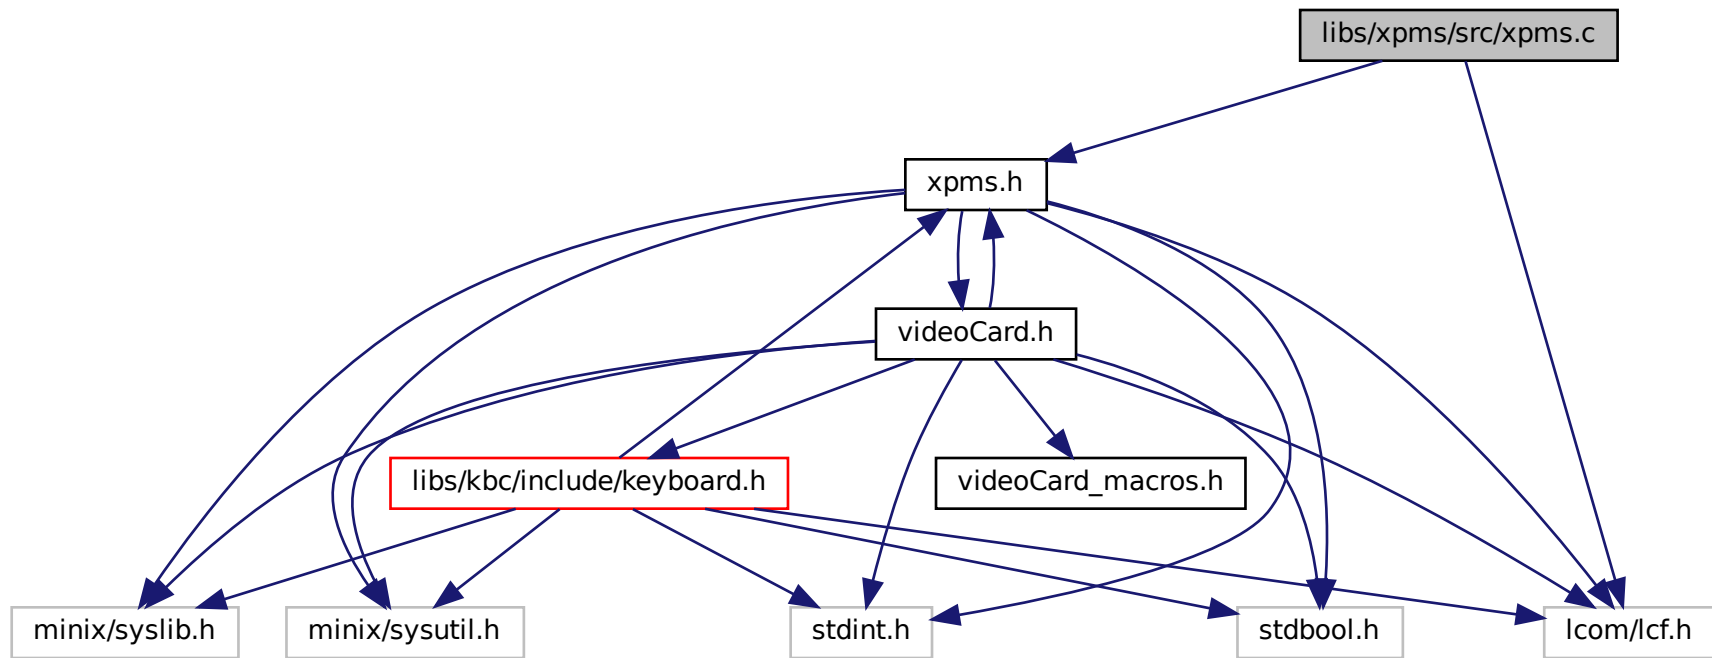 libs/xpms/src/xpms.c
xpms.h
videoCard.h
libs/kbc/include/keyboard.h
videoCard_macros.h
minix/syslib.h
minix/sysutil.h
stdint.h
stdbool.h
lcom/lcf.h